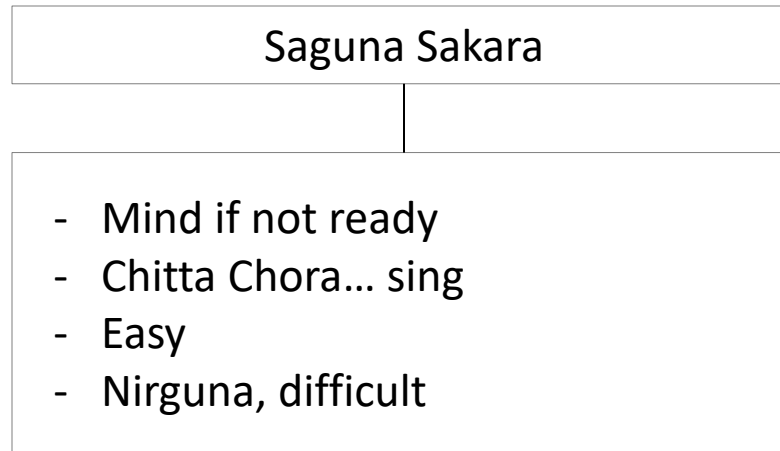 Saguna Sakara
- Mind if not ready
- Chitta Chora... sing
- Easy
- Nirguna, difficult